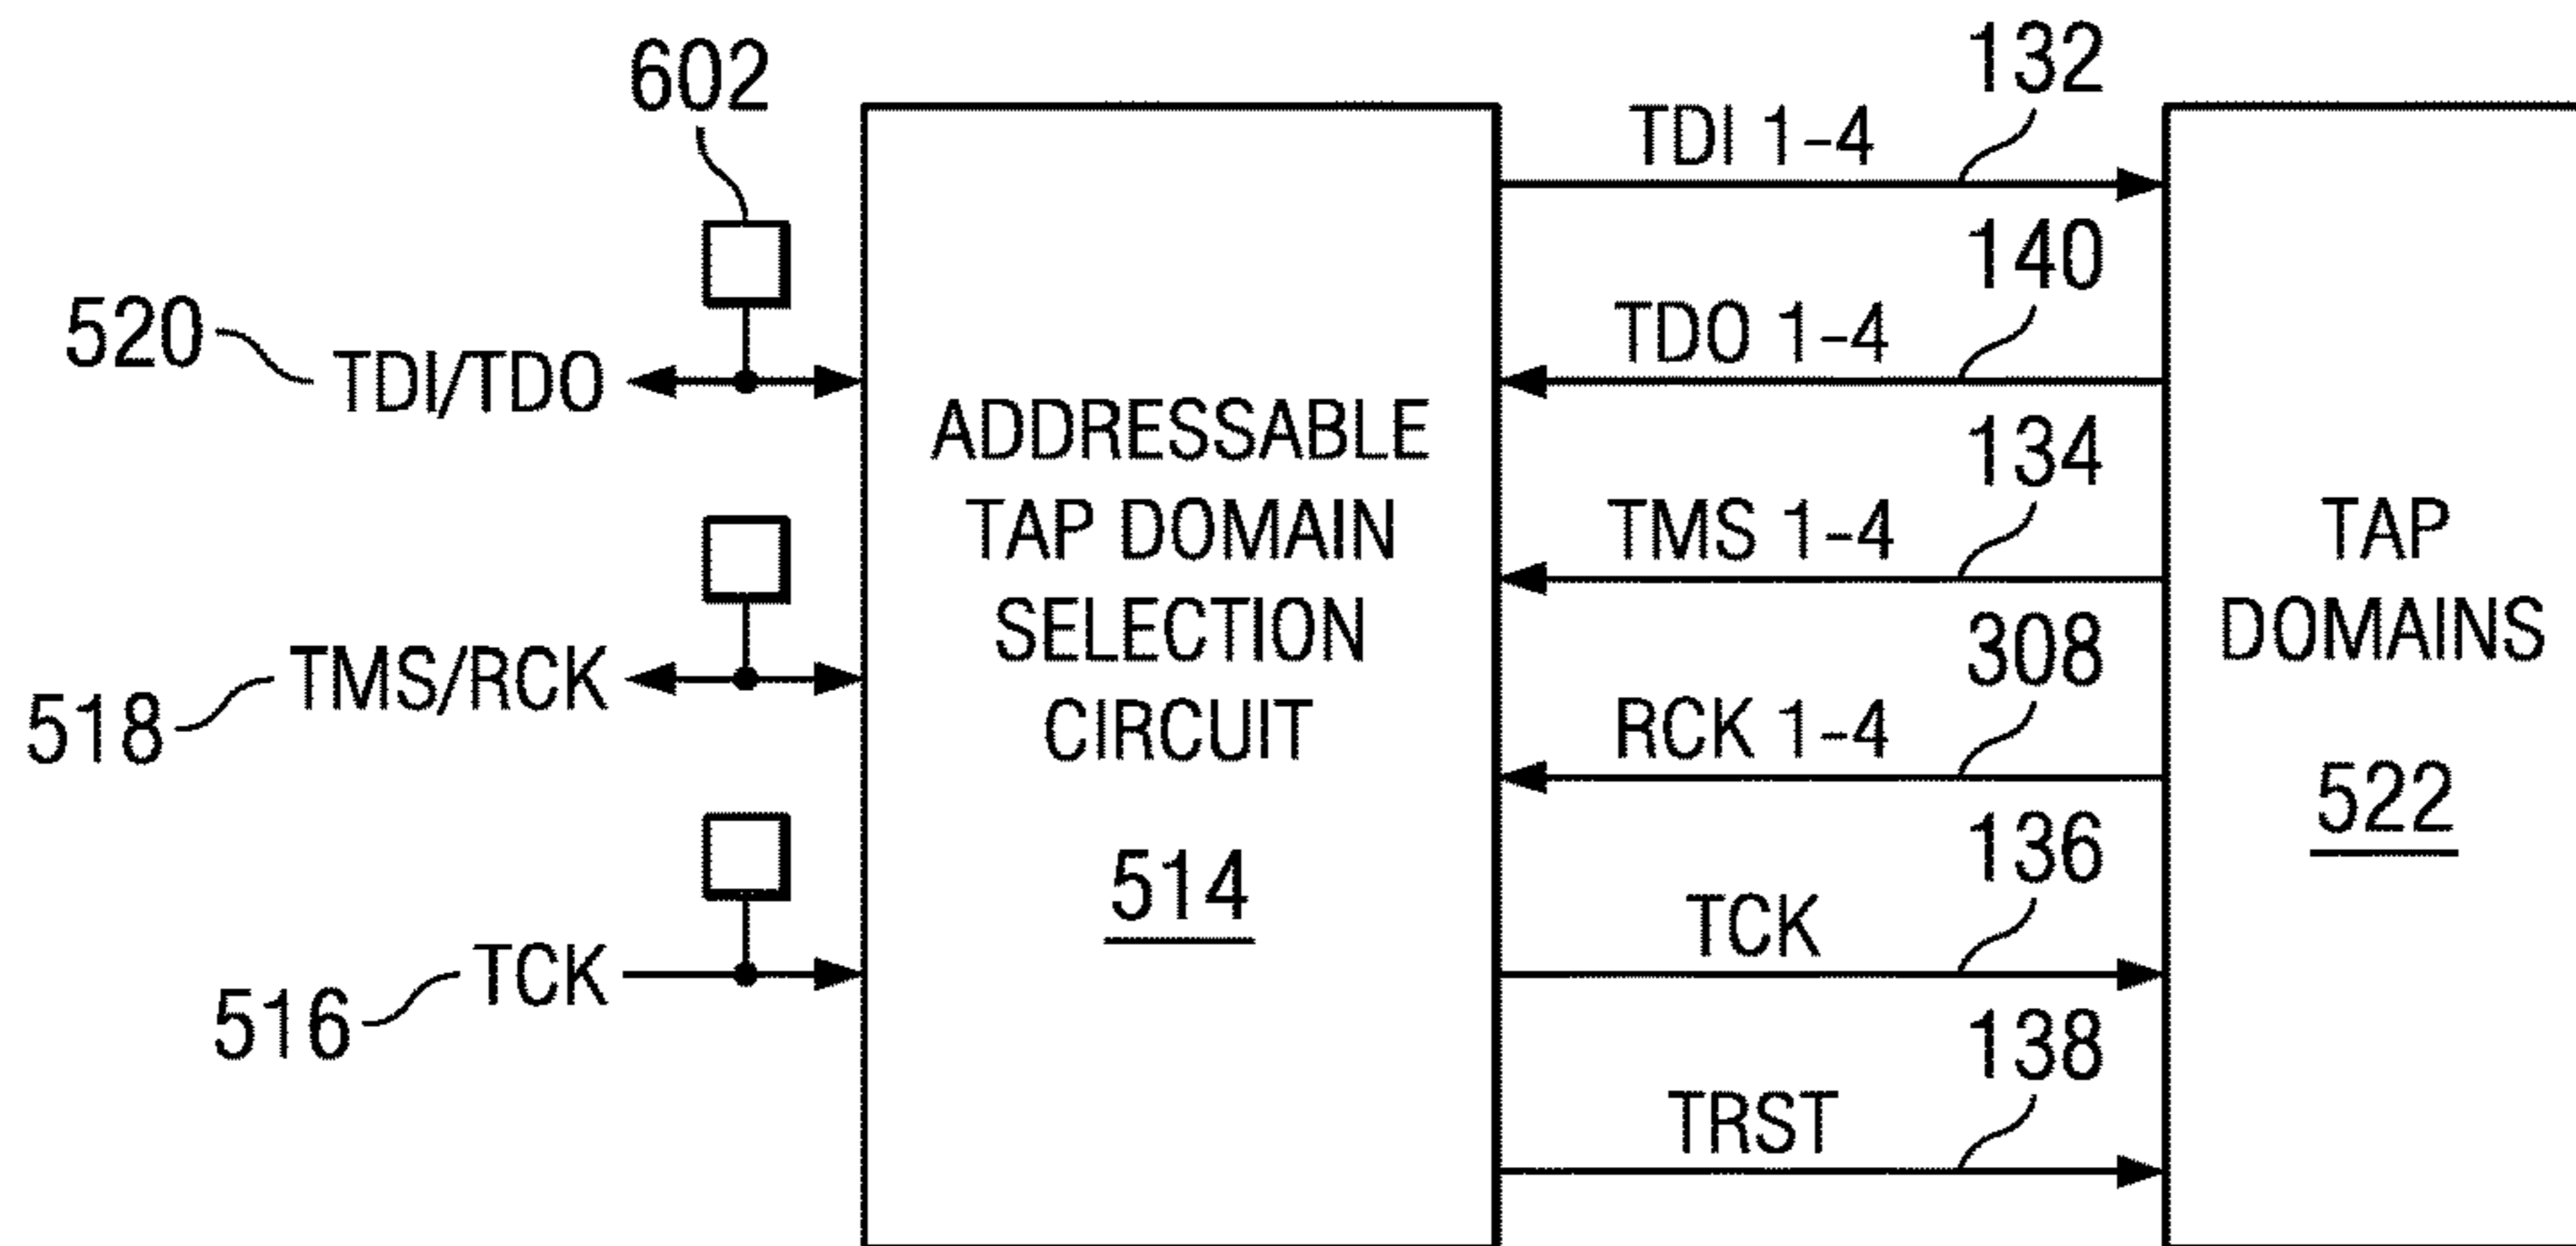 602
132
TDI 1-4
140
520
TDI/TDO
TDO 1-4
134
ADDRESSABLE
TAP DOMAIN
SELECTION
CIRCUIT
514
TMS 1-4
TAP
DOMAINS
522
308
518
TMS/RCK
RCK 1-4
136
516
TCK
TCK
138
TRST